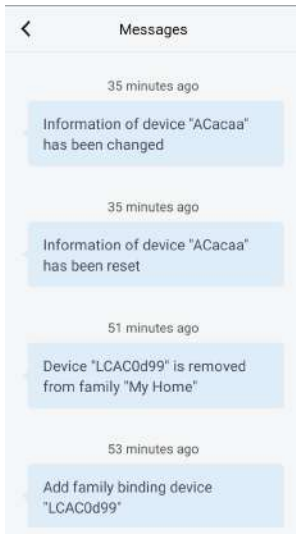 Messages
35 minutes ago
Information of device "ACacaa"
has been changed
35 minutes ago
Information of device "ACacaa"
has been reset
51 minutes ago
Device "LCAC0d99" is removed
from family "My Home"
53 minutes ago
Add family binding device
"LCAC0d99"